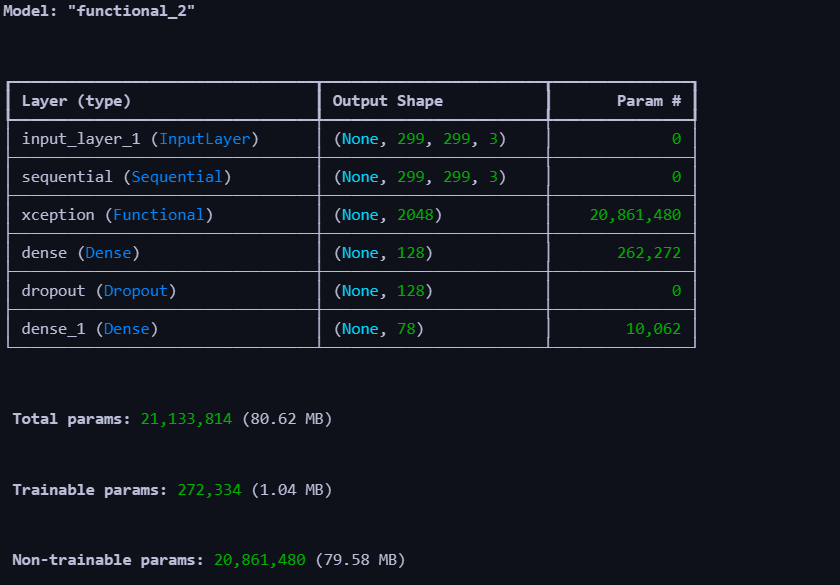 Model: "functional_2"
Layer (type) Output Shape Param #
input_layer_1 (InputLayer) (None, 299, 299, 3) 0
sequential (Sequential) (None, 299, 299, 3) 0
xception (Functional) (None, 2048) 20,861,480
dense (Dense) (None, 128) 262,272
dropout (Dropout) (None, 128) 0
dense_1 (Dense) (None, 78) 10,062
Total params: 21,133,814 (80.62 MB)
Trainable params: 272,334 (1.04 MB)
Non-trainable params: 20,861,480 (79.58 MB)